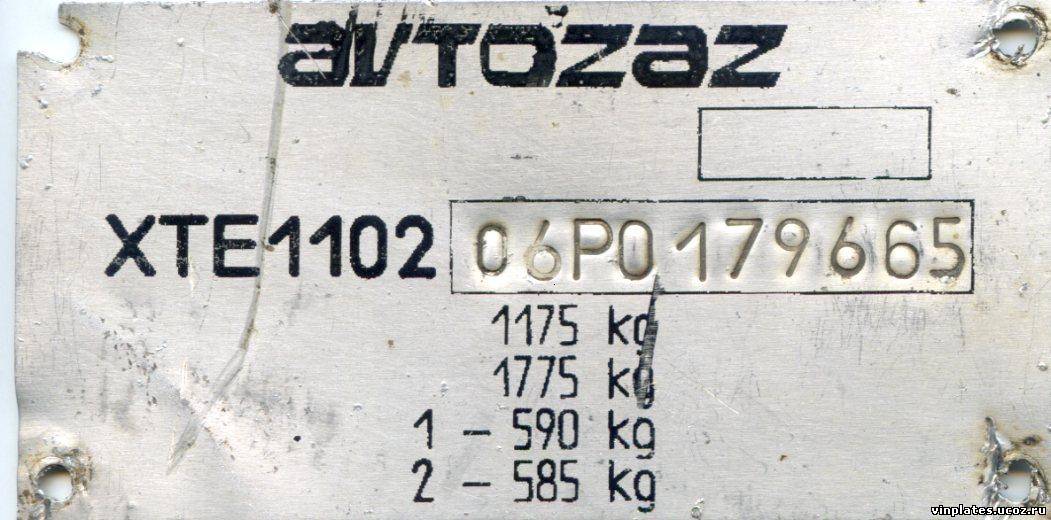 avtozaz
XTE1102 06P0179665
1175 kg
1775 kg
1 - 590 kg
2 - 585 kg
vinplates.ucoz.ru